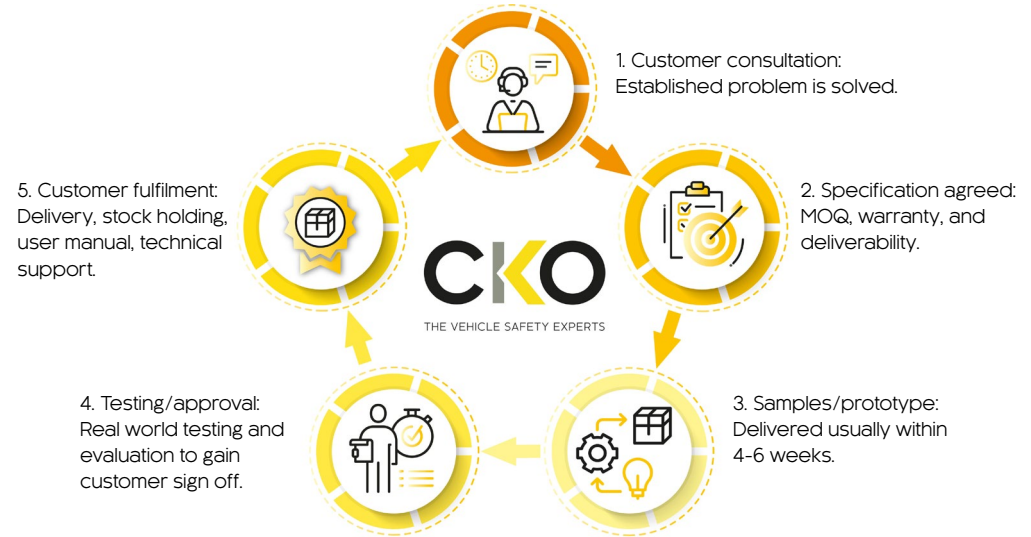 1. Customer consultation:
Established problem is solved.
2. Specification agreed:
MOQ, warranty, and
deliverability.
3. Samples/prototype:
Delivered usually within
4-6 weeks.
4. Testing/approval:
Real world testing and
evaluation to gain
customer sign off.
5. Customer fulfilment:
Delivery, stock holding,
user manual, technical
support.
CKO
THE VEHICLE SAFETY EXPERTS